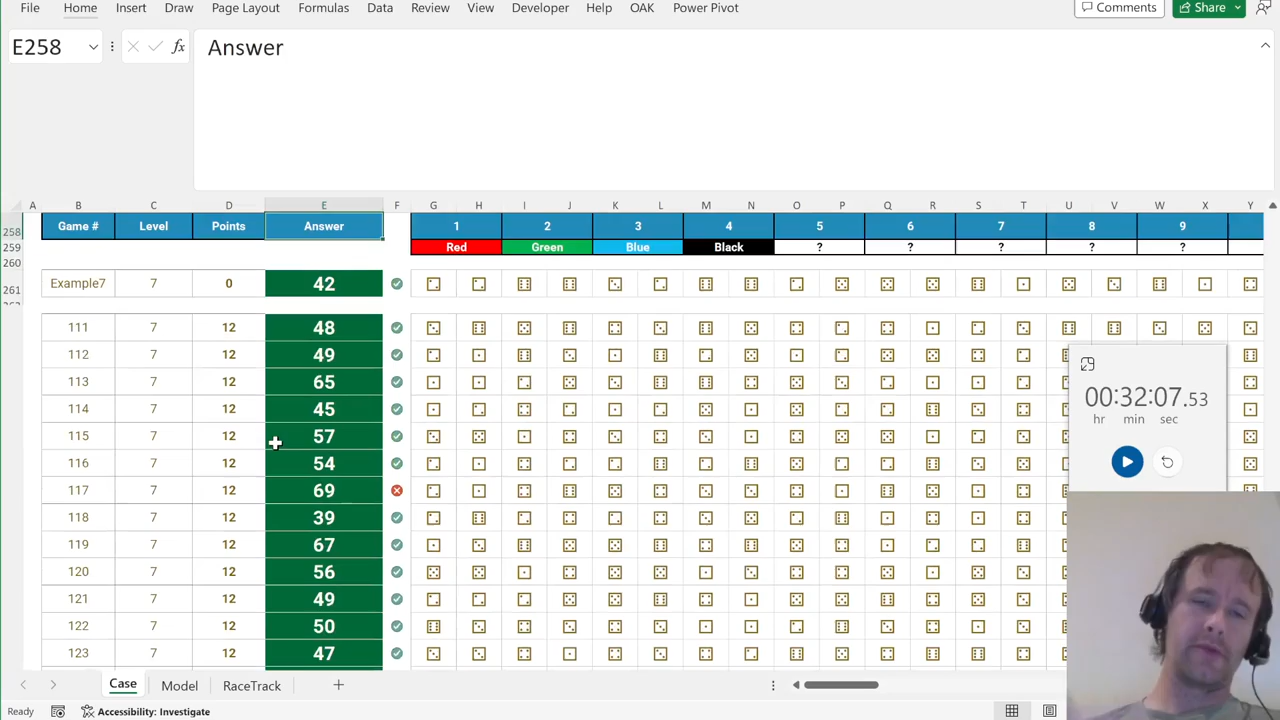 File Home Insert Draw Page Layout Formulas Data Review View Developer Help OAK Power Pivot Comments Share
E258 fx Answer
A B C D E F G H I J K L M N O P Q R S T U V W X Y
258 Game # Level Points Answer 1 2 3 4 5 6 7 8 9
259 Red Green Blue Black ? ? ? ? ?
260
261 Example7 7 0 42
111 7 12 48
112 7 12 49
113 7 12 65
114 7 12 45
115 7 12 57
116 7 12 54
117 7 12 69
118 7 12 39
119 7 12 67
120 7 12 56
121 7 12 49
122 7 12 50
123 7 12 47
00:32:07.53
hr min sec
Case Model RaceTrack
Ready Accessibility: Investigate